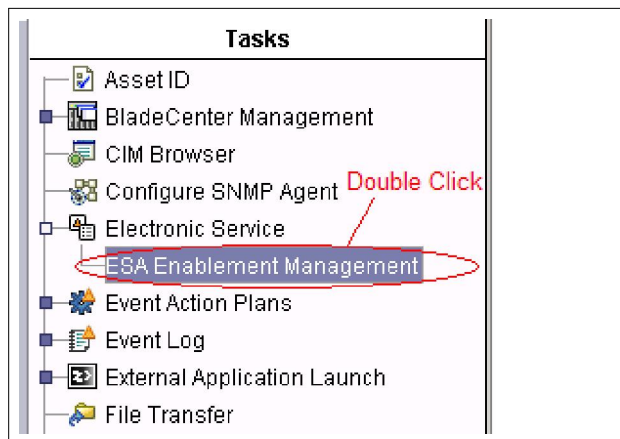 Tasks
Asset ID
BladeCenter Management
CIM Browser
Configure SNMP Agent
Double Click
Electronic Service
ESA Enablement Management
Event Action Plans
Event Log
External Application Launch
File Transfer